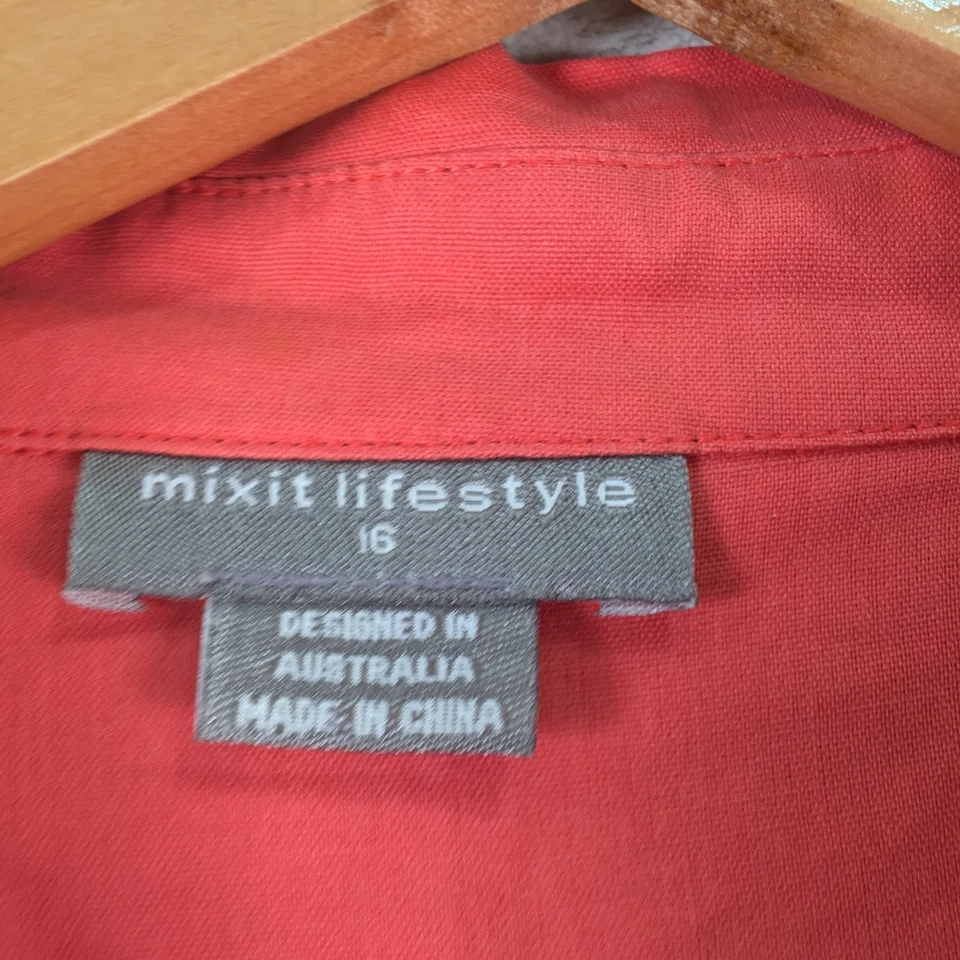 mixit lifestyle
16
DESIGNED IN
AUSTRALIA
MADE IN CHINA